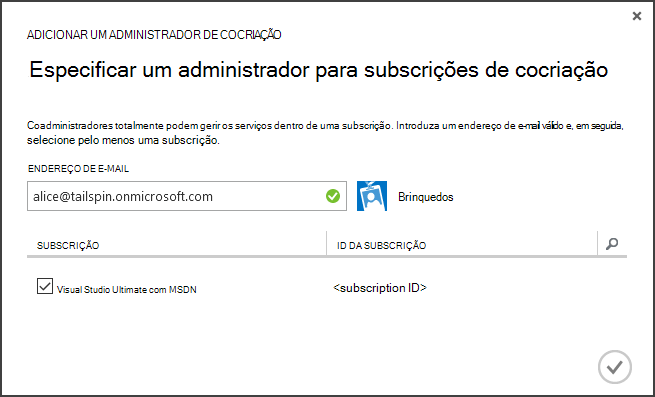 ADICIONAR UM ADMINISTRADOR DE COCRIAÇÃO
Especificar um administrador para subscrições de cocriação
Coadministradores totalmente podem gerir os serviços dentro de uma subscrição. Introduza um endereço de e-mail válido e, em seguida,
selecione pelo menos uma subscrição.
ENDEREÇO DE E-MAIL
alice@tailspin.onmicrosoft.com Brinquedos
SUBSCRIÇÃO ID DA SUBSCRIÇÃO
Visual Studio Ultimate com MSDN <subscription ID>